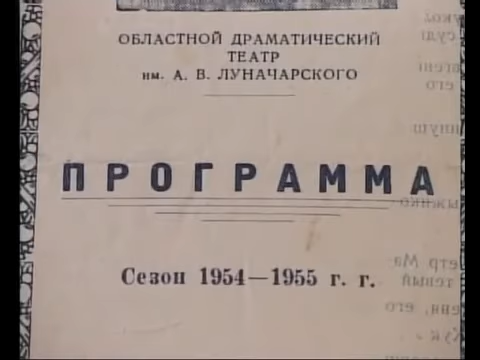 ОБЛАСТНОЙ ДРАМАТИЧЕСКИЙ
ТЕАТР
им. А. В. ЛУНАЧАРСКОГО
ПРОГРАММА
Сезон 1954—1955 г. г.